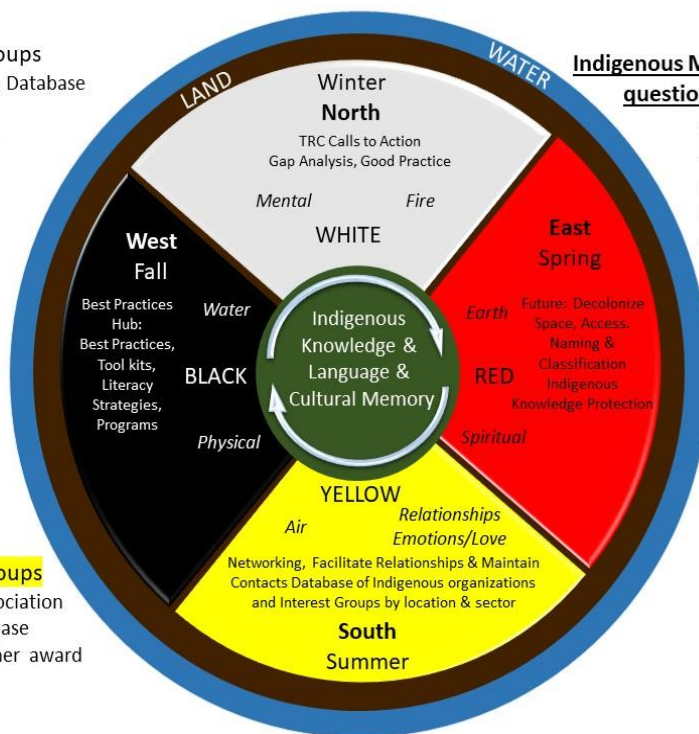 oups
Database
Indigenous M
questio
LAND
WATER
Winter
North
TRC Calls to Action
Gap Analysis, Good Practice
Mental
Fire
WHITE
West
Fall
Best Practices
Hub:
Best Practices,
Tool kits,
Literacy
Strategies,
Programs
Water
BLACK
Physical
Indigenous
Knowledge &
Language &
Cultural Memory
East
Spring
Earth
RED
Spiritual
Future: Decolonize
Space, Access.
Naming &
Classification
Indigenous
Knowledge Protection
YELLOW
Air
Relationships
Emotions/Love
Networking, Facilitate Relationships & Maintain
Contacts Database of Indigenous organizations
and Interest Groups by location & sector
South
Summer
oups
ociation
ase
ner award